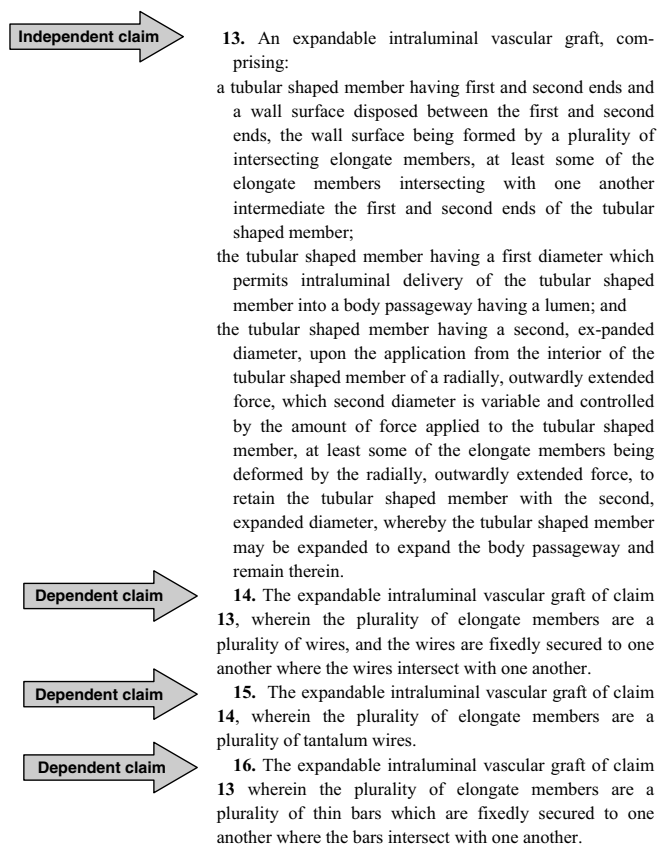 Independent claim
13. An expandable intraluminal vascular graft, com-
prising:
a tubular shaped member having first and second ends and
a wall surface disposed between the first and second
ends, the wall surface being formed by a plurality of
intersecting elongate members, at least some of the
elongate members intersecting with one another
intermediate the first and second ends of the tubular
shaped member;
the tubular shaped member having a first diameter which
permits intraluminal delivery of the tubular shaped
member into a body passageway having a lumen; and
the tubular shaped member having a second, ex-panded
diameter, upon the application from the interior of the
tubular shaped member of a radially, outwardly extended
force, which second diameter is variable and controlled
by the amount of force applied to the tubular shaped
member, at least some of the elongate members being
deformed by the radially, outwardly extended force, to
retain the tubular shaped member with the second,
expanded diameter, whereby the tubular shaped member
may be expanded to expand the body passageway and
remain therein.
Dependent claim
14. The expandable intraluminal vascular graft of claim
13, wherein the plurality of elongate members are a
plurality of wires, and the wires are fixedly secured to one
another where the wires intersect with one another.
Dependent claim
15. The expandable intraluminal vascular graft of claim
14, wherein the plurality of elongate members are a
plurality of tantalum wires.
Dependent claim
16. The expandable intraluminal vascular graft of claim
13 wherein the plurality of elongate members are a
plurality of thin bars which are fixedly secured to one
another where the bars intersect with one another.